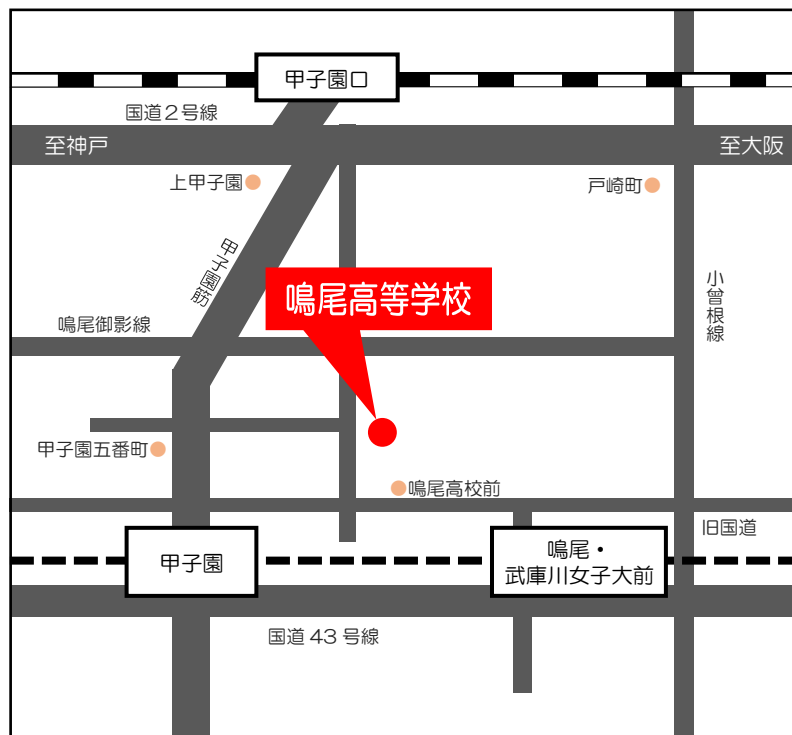 甲子園口
国道2号線
至神戸
至大阪
上甲子園
戸崎町
甲子園筋
小曾根線
鳴尾高等学校
鳴尾御影線
甲子園五番町
鳴尾高校前
旧国道
甲子園
鳴尾・
武庫川女子大前
国道 43 号線